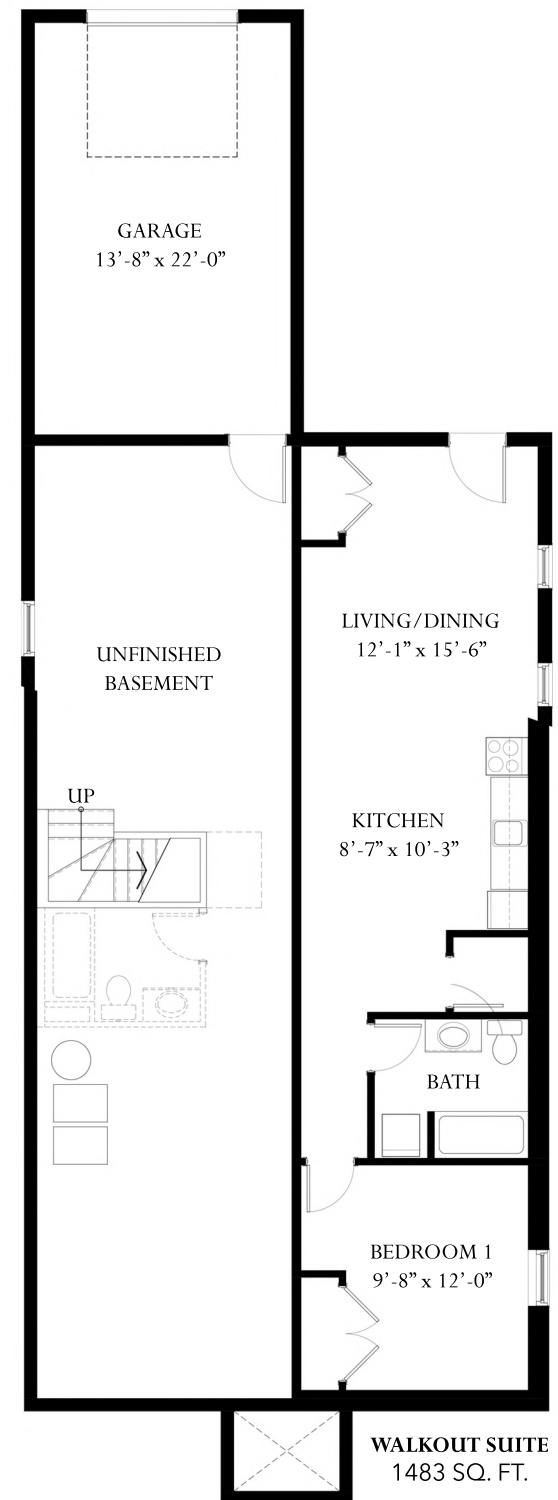 GARAGE
13’-8” x 22’-0”
LIVING/DINING
12’-1” x 15’-6”
UNFINISHED
BASEMENT
UP
KITCHEN
8’-7” x 10’-3”
BATH
BEDROOM 1
9’-8” x 12’-0”
WALKOUT SUITE
1483 SQ. FT.